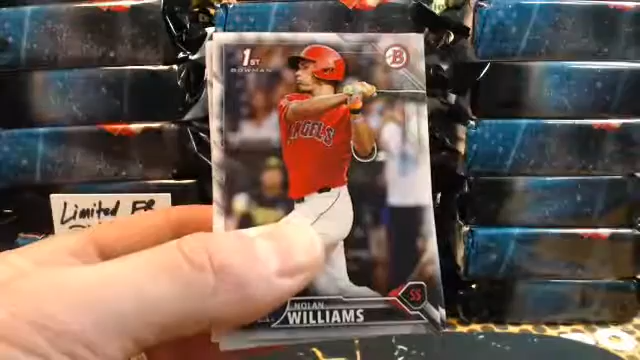 1ST
BOWMAN
B
ANGELS
Limited
NOLAN
WILLIAMS
SS